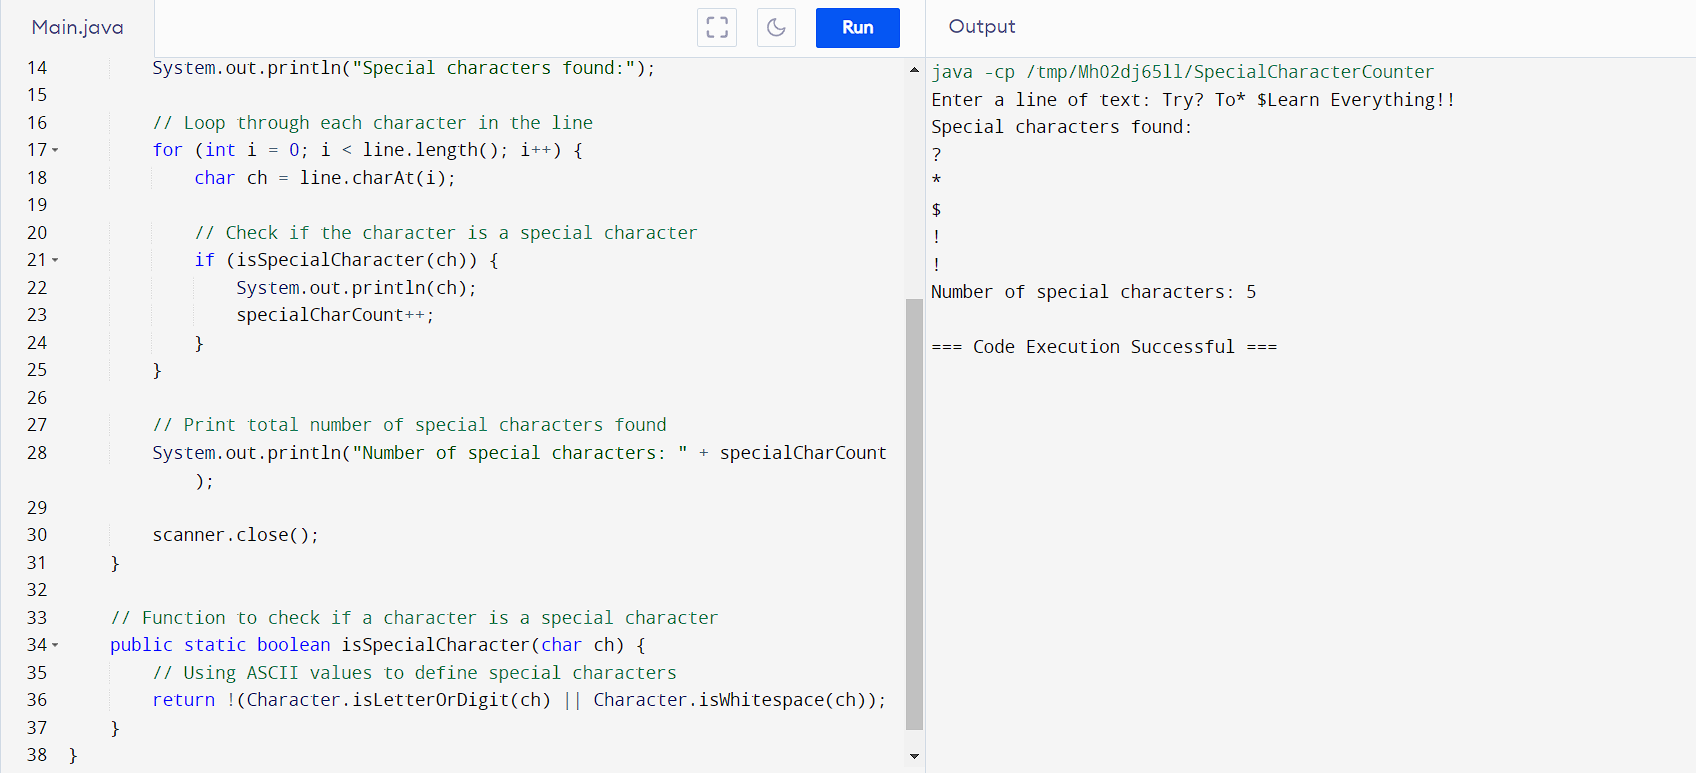 Main.java
Run
Output
14 System.out.println("Special characters found:");
15
16 // Loop through each character in the line
17 for (int i = 0; i < line.length(); i++) {
18 char ch = line.charAt(i);
19
20 // Check if the character is a special character
21 if (isSpecialCharacter(ch)) {
22 System.out.println(ch);
23 specialCharCount++;
24 }
25 }
26
27 // Print total number of special characters found
28 System.out.println("Number of special characters: " + specialCharCount
);
29
30 scanner.close();
31 }
32
33 // Function to check if a character is a special character
34 public static boolean isSpecialCharacter(char ch) {
35 // Using ASCII values to define special characters
36 return !(Character.isLetterOrDigit(ch) || Character.isWhitespace(ch));
37 }
38 }
java -cp /tmp/MhO2dj65ll/SpecialCharacterCounter
Enter a line of text: Try? To* $Learn Everything!!
Special characters found:
?
*
$
!
!
Number of special characters: 5
=== Code Execution Successful ===